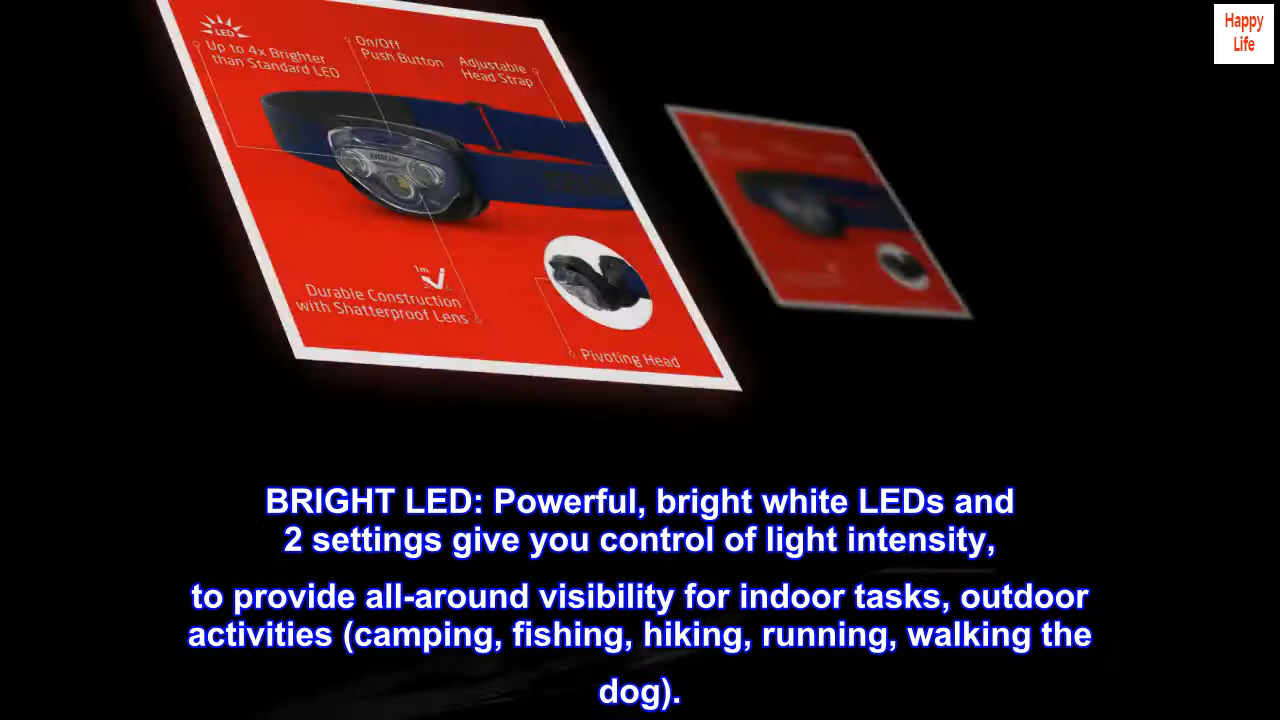 Happy
Life
LED
Up to 4x Brighter
than Standard LED
On/Off
Push Button
Adjustable
Head Strap
EVEREADY
1m
Durable Construction
with Shatterproof Lens
Pivoting Head
BRIGHT LED: Powerful, bright white LEDs and
2 settings give you control of light intensity,
to provide all-around visibility for indoor tasks, outdoor
activities (camping, fishing, hiking, running, walking the
dog).